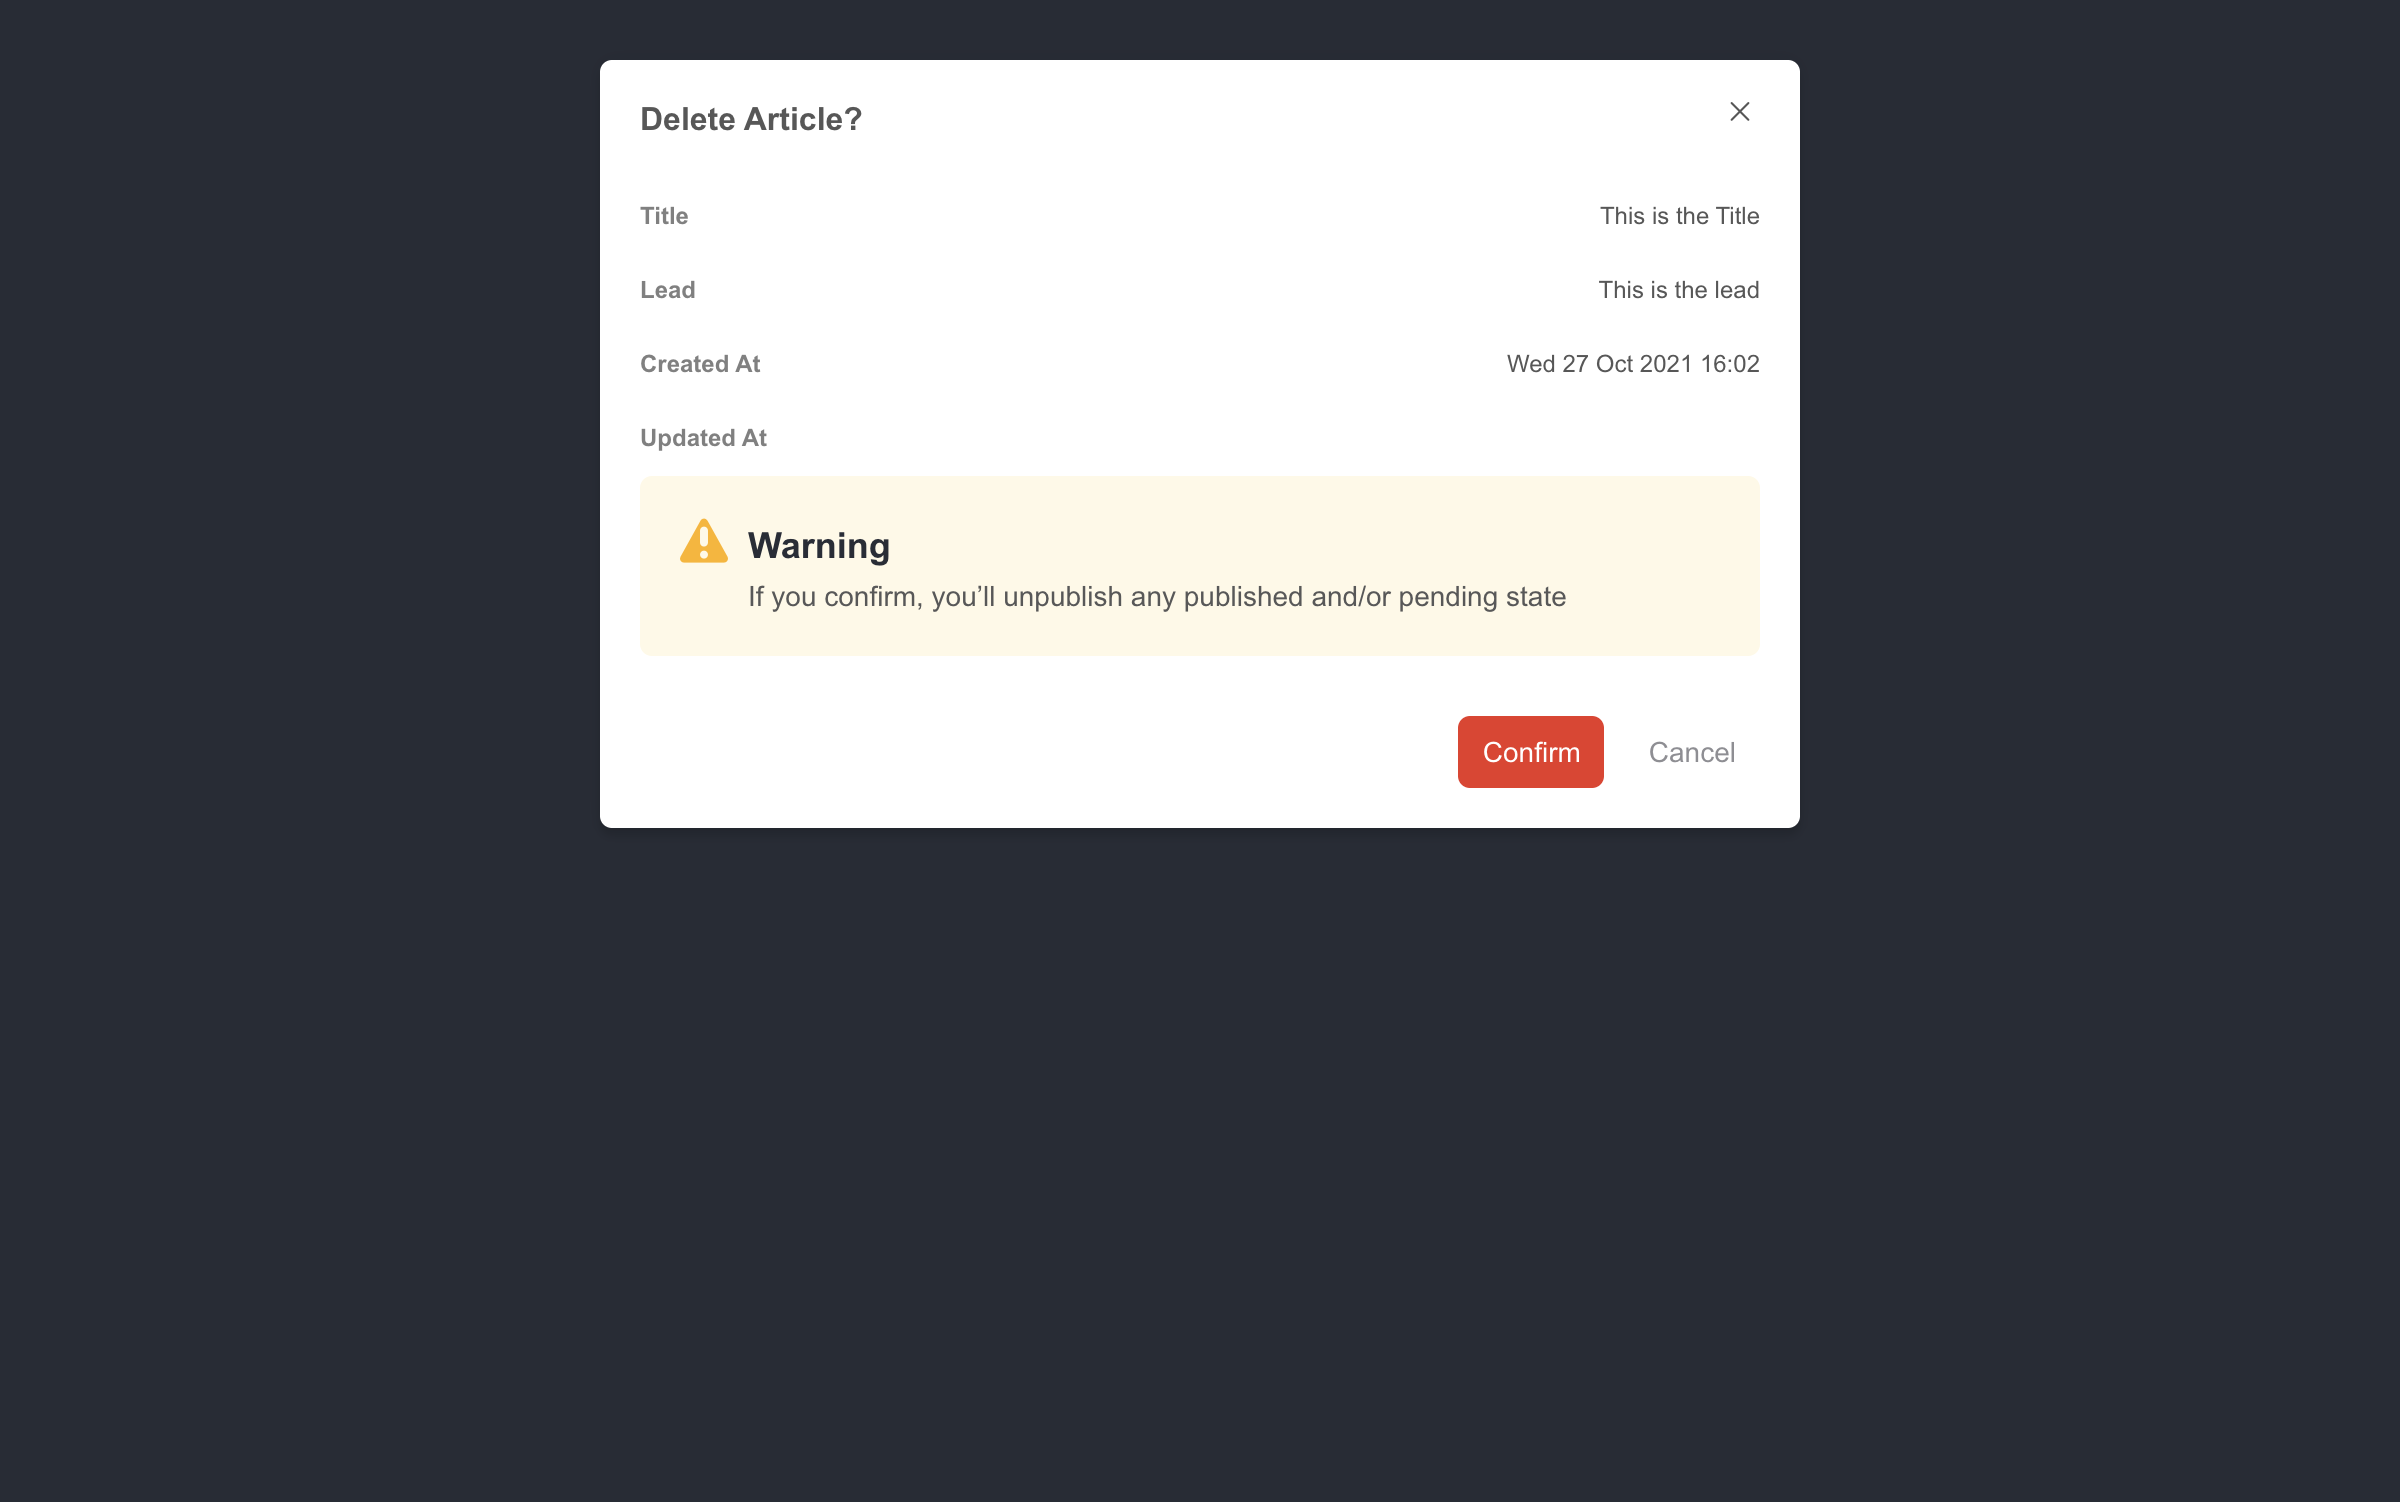 Delete Article?
Title This is the Title
Lead This is the lead
Created At Wed 27 Oct 2021 16:02
Updated At
Warning
If you confirm, you’ll unpublish any published and/or pending state
Confirm Cancel